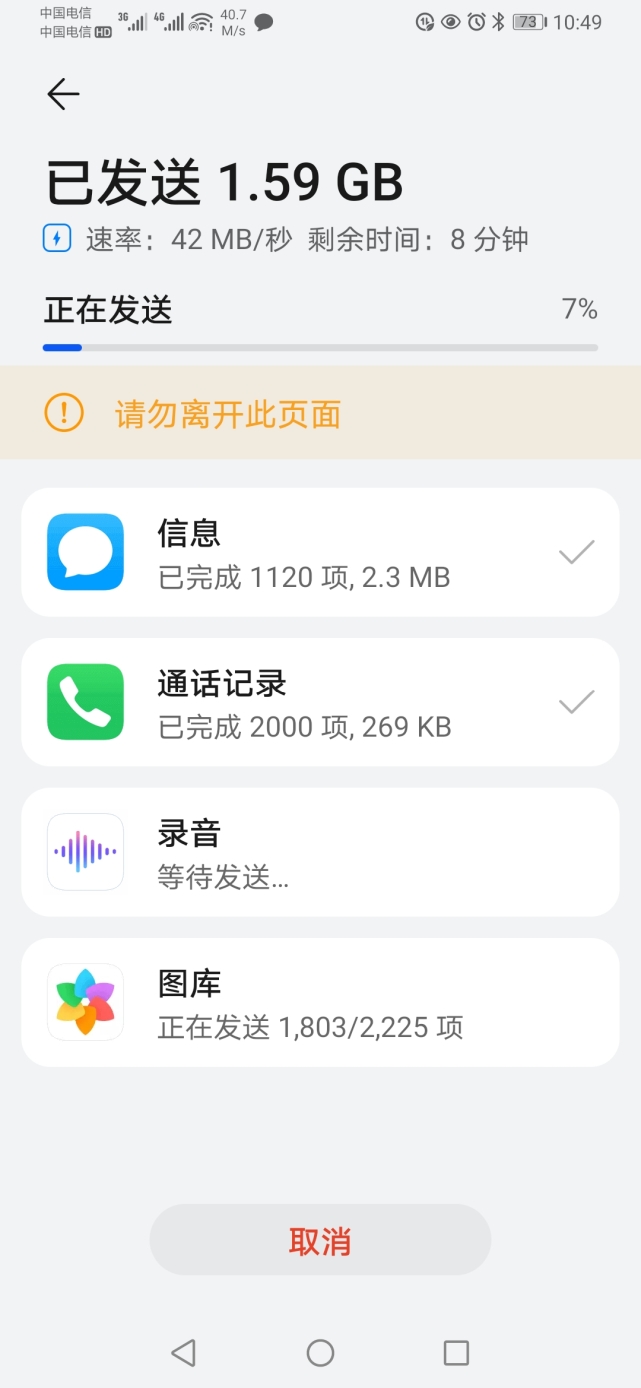 中国电信
中国电信 HD
3G
4G
40.7
M/s
73
10:49
已发送 1.59 GB
速率：42 MB/秒 剩余时间：8 分钟
正在发送
7%
请勿离开此页面
信息
已完成 1120 项, 2.3 MB
通话记录
已完成 2000 项, 269 KB
录音
等待发送...
图库
正在发送 1,803/2,225 项
取消